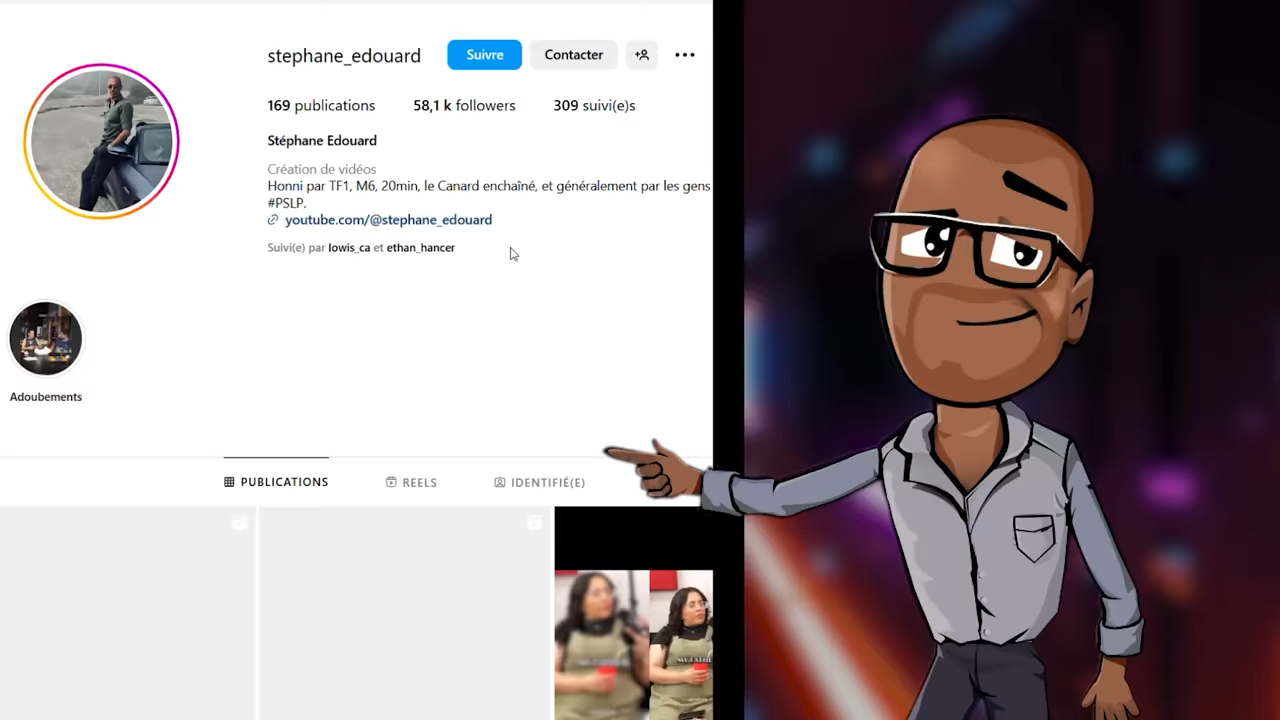 stephane_edouard Suivre Contacter
169 publications 58,1 k followers 309 suivi(e)s
Stéphane Edouard
Création de vidéos
Honni par TF1, M6, 20min, le Canard enchaîné, et généralement par les gens
#PSLP.
youtube.com/@stephane_edouard
Suivi(e) par lowis_ca et ethan_hancer
Adoubements
PUBLICATIONS REELS IDENTIFIÉ(E)